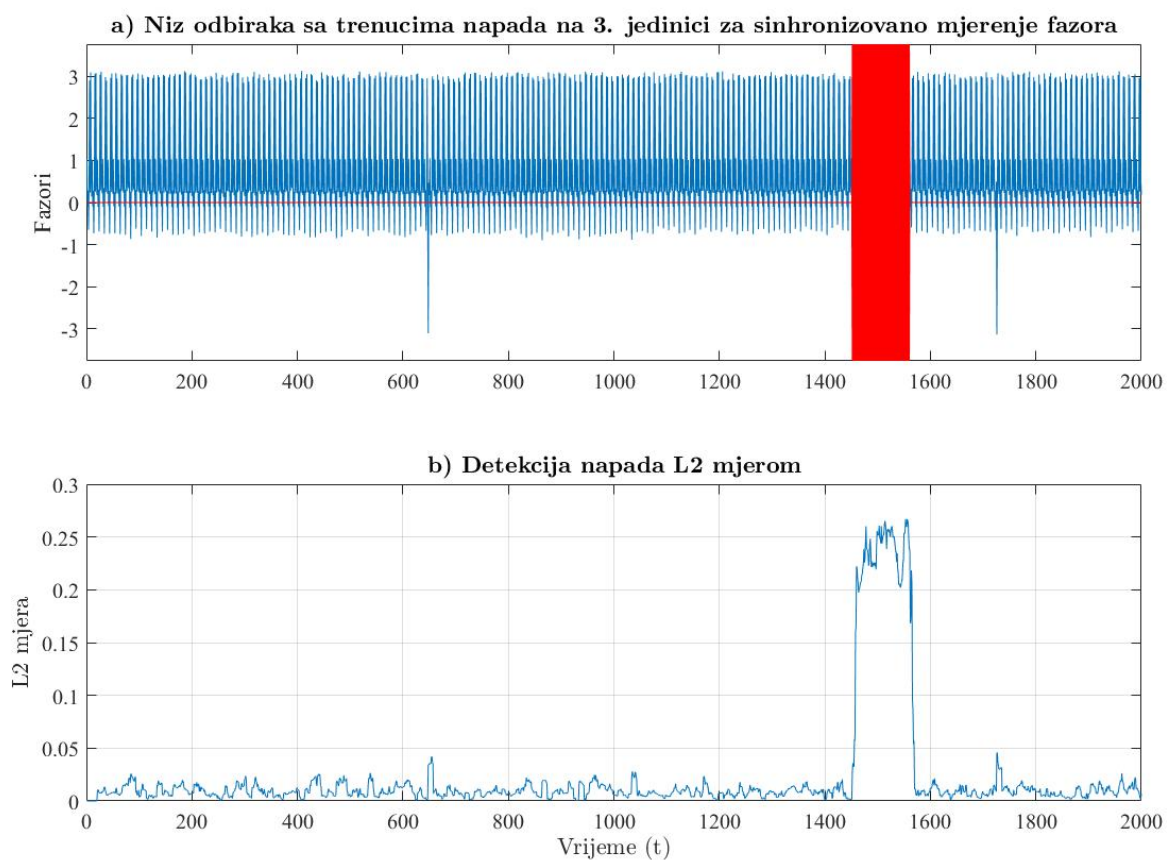 a) Niz odbiraka sa trenucima napada na 3. jedinici za sinhronizovano mjerenje fazora
3
2
1
0
-1
-2
-3
Fazori
0 200 400 600 800 1000 1200 1400 1600 1800 2000
b) Detekcija napada L2 mjerom
0.3
0.25
0.2
0.15
0.1
0.05
0
L2 mjera
0 200 400 600 800 1000 1200 1400 1600 1800 2000
Vrijeme (t)